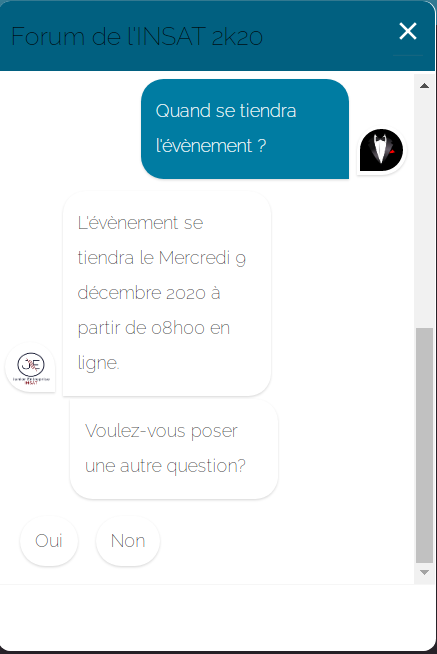 Forum de l'INSAT 2k20
Quand se tiendra
l'évènement ?
L'évènement se
tiendra le Mercredi 9
décembre 2020 à
partir de 08h00 en
ligne.
Voulez-vous poser
une autre question?
Oui
Non